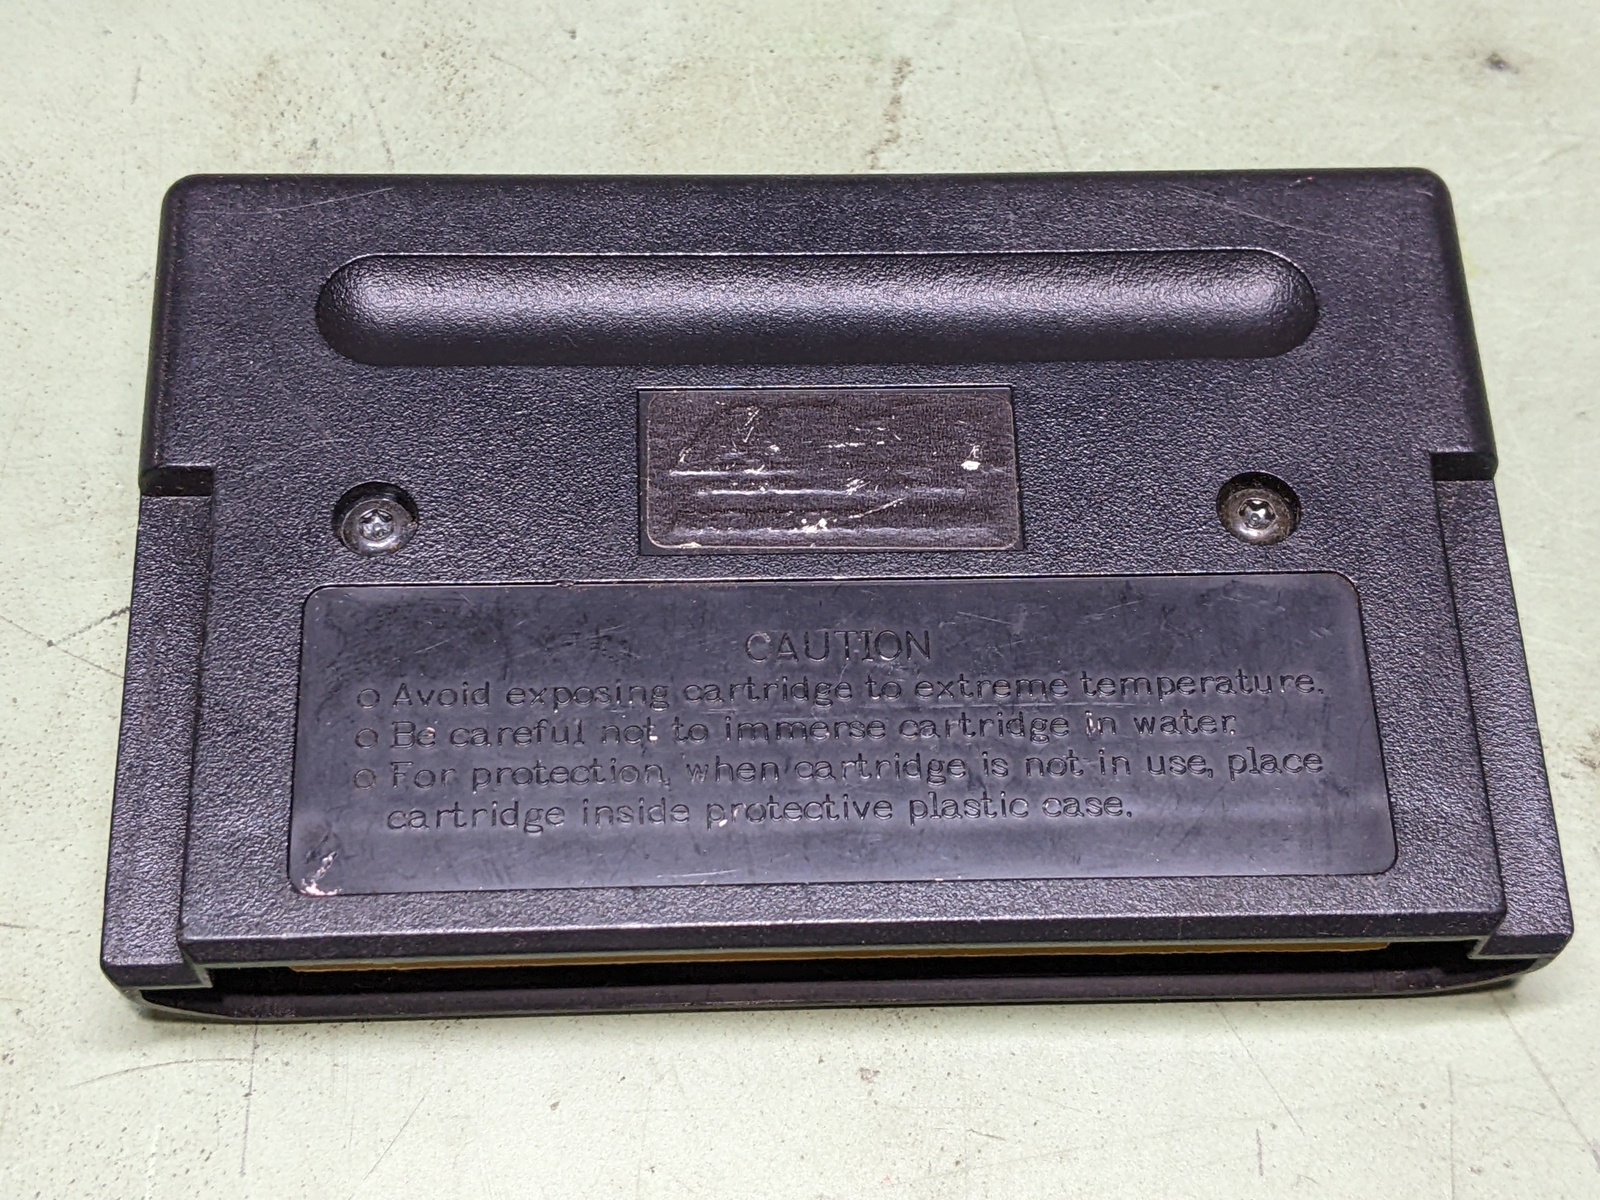 CAUTION
o Avoid exposing cartridge to extreme temperature.
o Be careful not to immerse cartridge in water.
o For protection, when cartridge is not in use, place
cartridge inside protective plastic case.